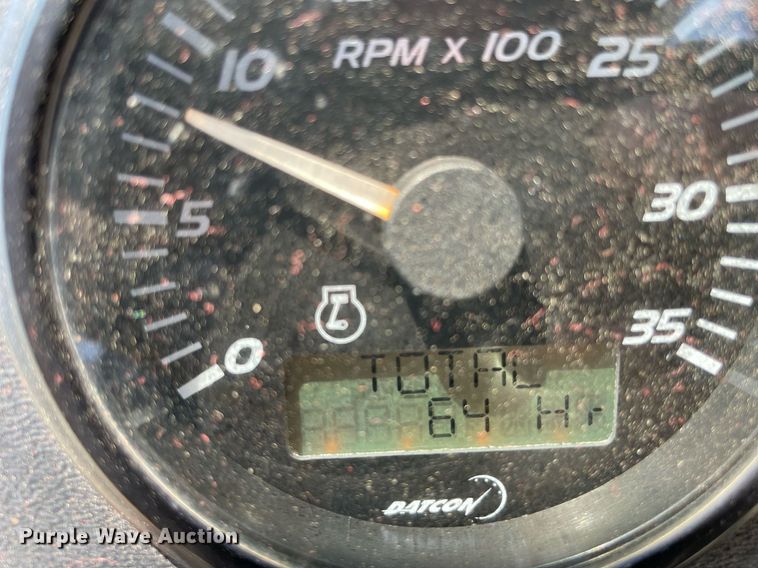 RPM X 100
10
25
5
30
0
35
TOTAL
64 Hr
DATCON
Purple Wave Auction